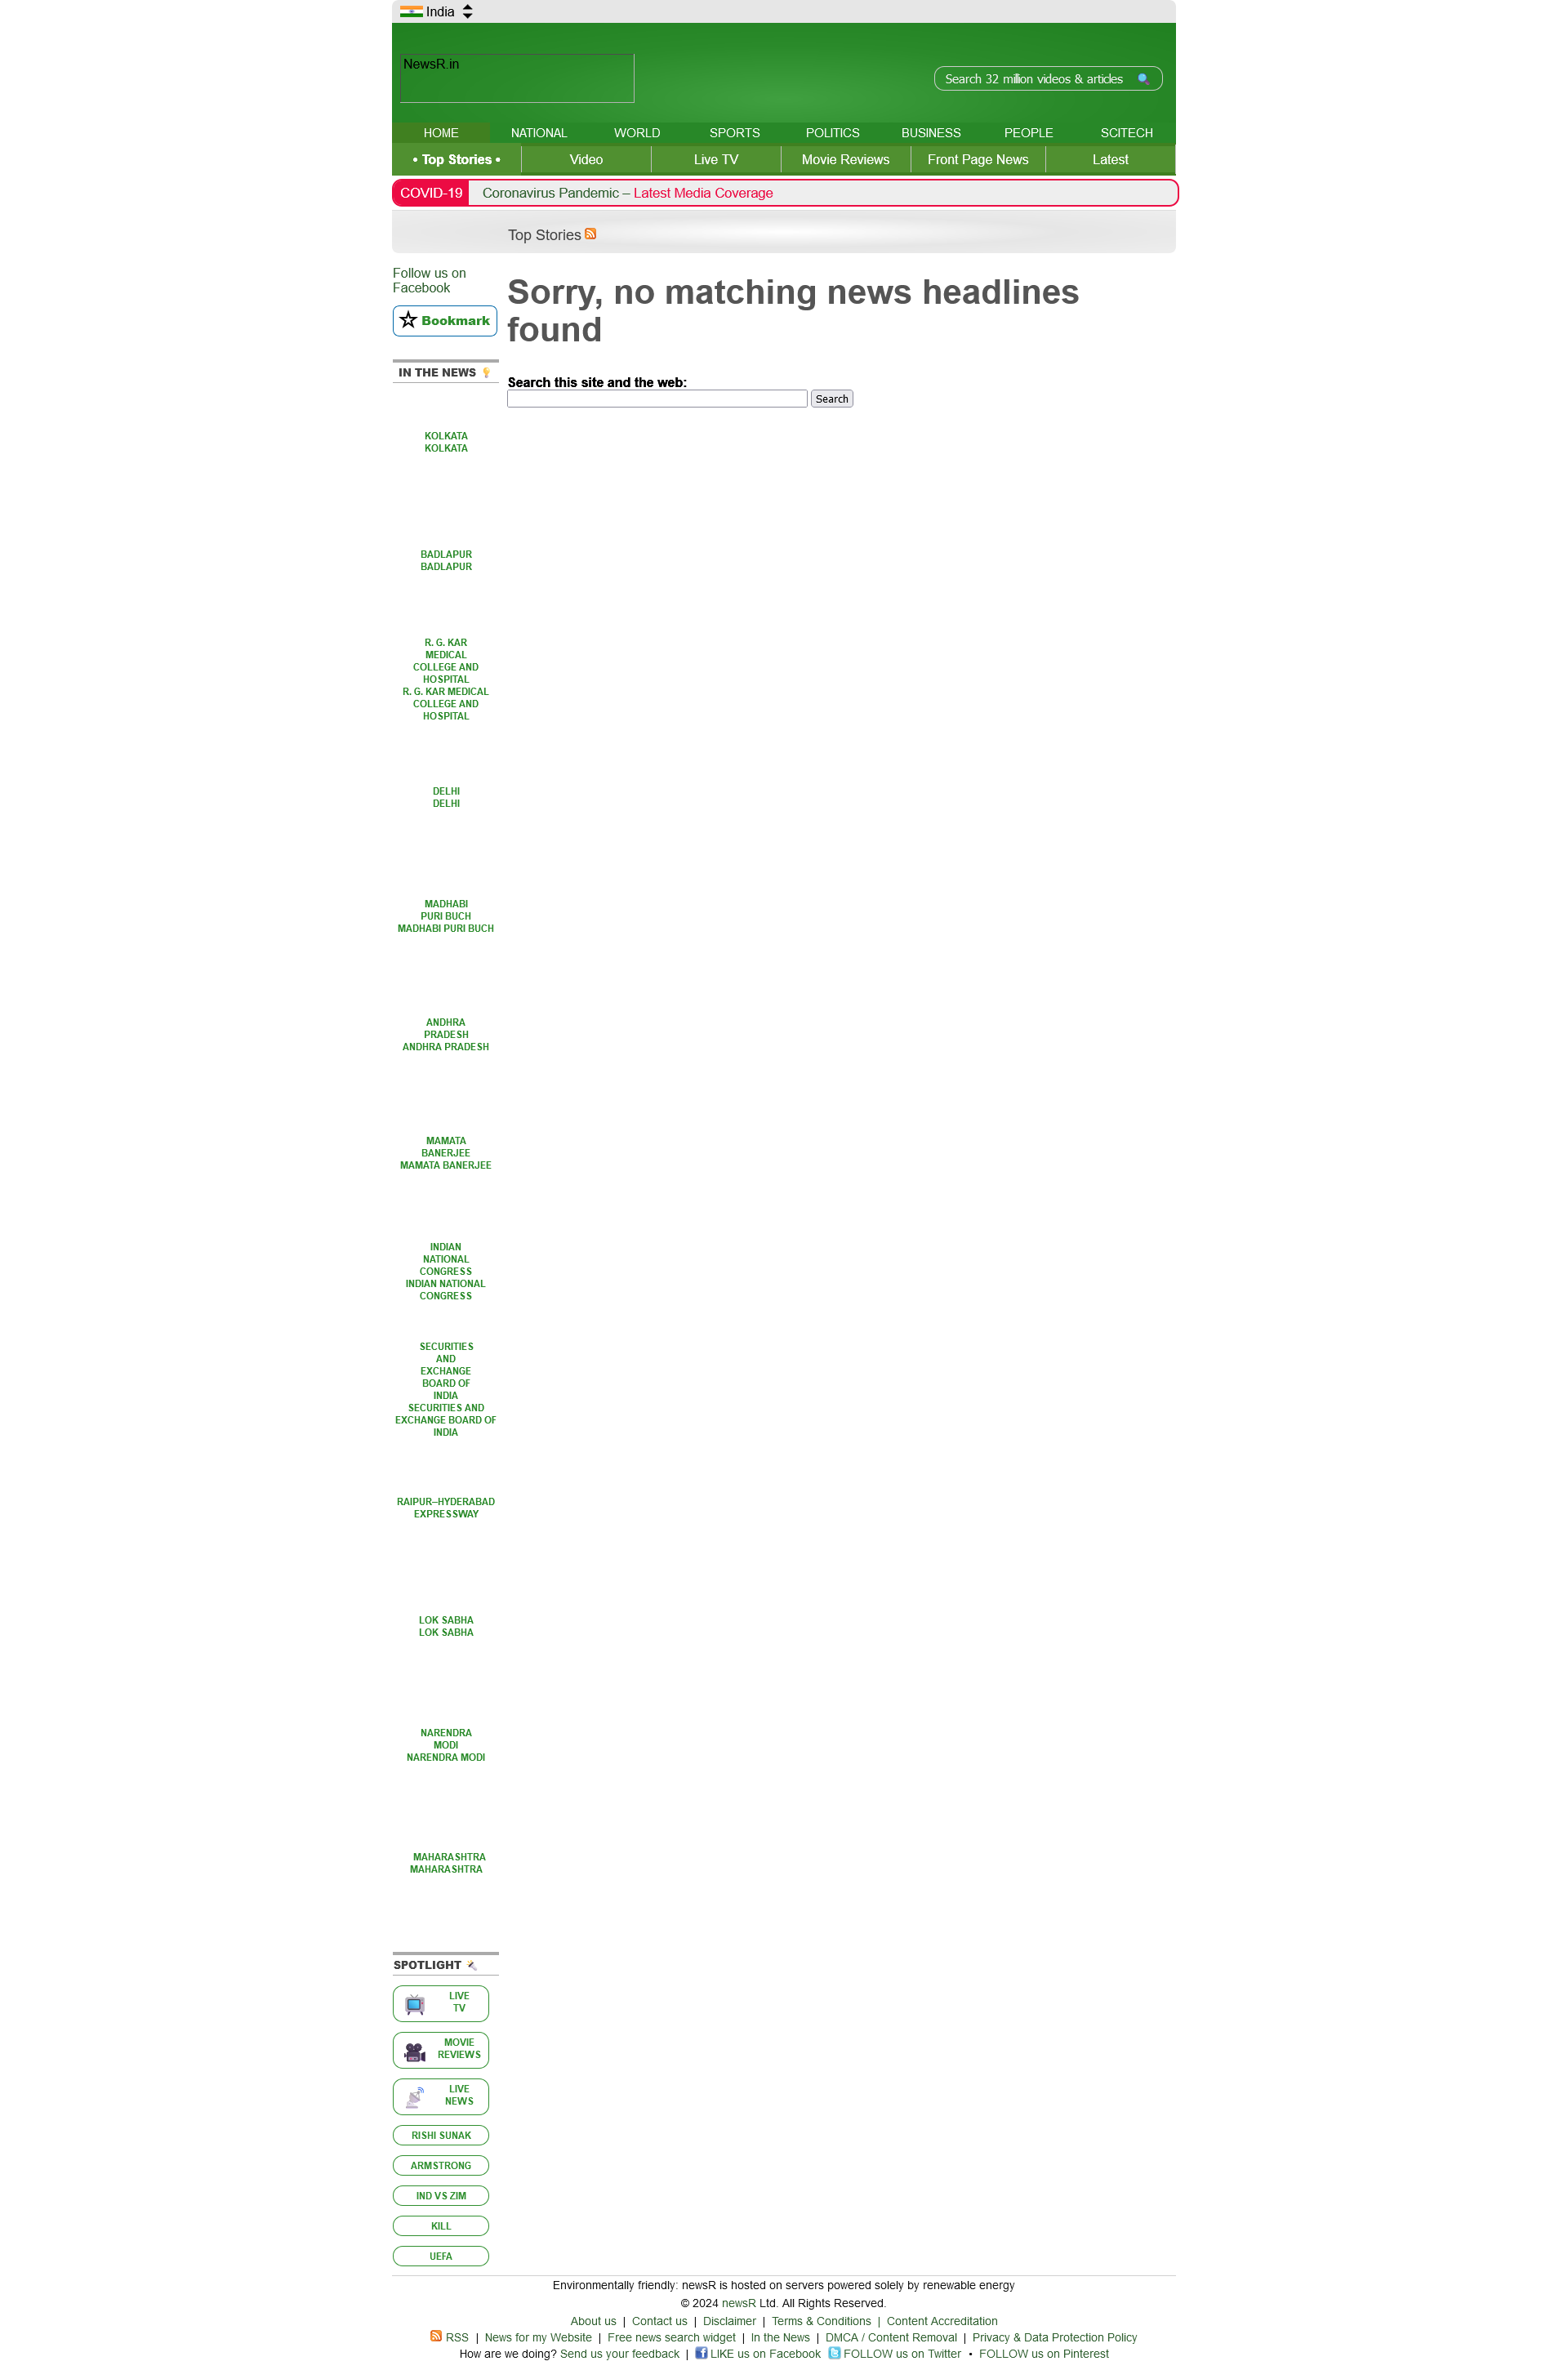 India
NewsR.in
Search 32 million videos & articles
HOME NATIONAL WORLD SPORTS POLITICS BUSINESS PEOPLE SCITECH
• Top Stories • Video Live TV Movie Reviews Front Page News Latest
COVID-19 Coronavirus Pandemic – Latest Media Coverage
Top Stories
Follow us on
Facebook
Bookmark
Sorry, no matching news headlines
found
Search this site and the web:
Search
IN THE NEWS
KOLKATA
KOLKATA
BADLAPUR
BADLAPUR
R. G. KAR
MEDICAL
COLLEGE AND
HOSPITAL
R. G. KAR MEDICAL
COLLEGE AND
HOSPITAL
DELHI
DELHI
MADHABI
PURI BUCH
MADHABI PURI BUCH
ANDHRA
PRADESH
ANDHRA PRADESH
MAMATA
BANERJEE
MAMATA BANERJEE
INDIAN
NATIONAL
CONGRESS
INDIAN NATIONAL
CONGRESS
SECURITIES
AND
EXCHANGE
BOARD OF
INDIA
SECURITIES AND
EXCHANGE BOARD OF
INDIA
RAIPUR–HYDERABAD
EXPRESSWAY
LOK SABHA
LOK SABHA
NARENDRA
MODI
NARENDRA MODI
MAHARASHTRA
MAHARASHTRA
SPOTLIGHT
LIVE
TV
MOVIE
REVIEWS
LIVE
NEWS
RISHI SUNAK
ARMSTRONG
IND VS ZIM
KILL
UEFA
Environmentally friendly: newsR is hosted on servers powered solely by renewable energy
© 2024 newsR Ltd. All Rights Reserved.
About us | Contact us | Disclaimer | Terms & Conditions | Content Accreditation
RSS | News for my Website | Free news search widget | In the News | DMCA / Content Removal | Privacy & Data Protection Policy
How are we doing? Send us your feedback | LIKE us on Facebook FOLLOW us on Twitter • FOLLOW us on Pinterest